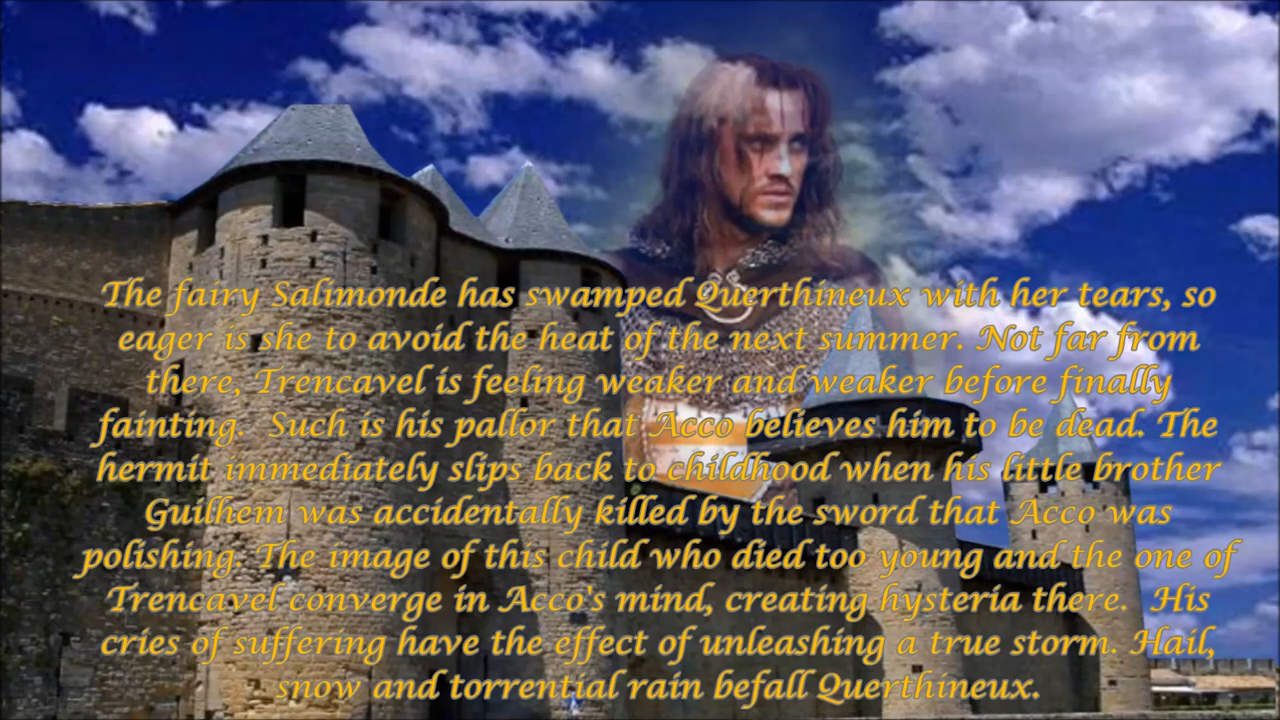 The fairy Salimonde has swamped Querthineux with her tears, so
eager is she to avoid the heat of the next summer. Not far from
there, Trencavel is feeling weaker and weaker before finally
fainting.  Such is his pallor that Acco believes him to be dead. The
hermit immediately slips back to childhood when his little brother
Guilhem was accidentally killed by the sword that Acco was
polishing. The image of this child who died too young and the one of
Trencavel converge in Acco's mind, creating hysteria there.  His
cries of suffering have the effect of unleashing a true storm. Hail,
snow and torrential rain befall Querthineux.